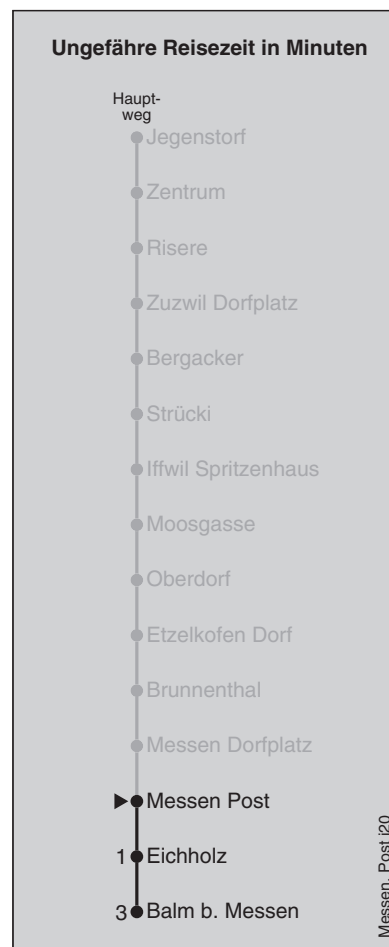 Ungefähre Reisezeit in Minuten
Haupt-
weg
Jegenstorf
Zentrum
Risere
Zuzwil Dorfplatz
Bergacker
Strücki
Iffwil Spritzenhaus
Moosgasse
Oberdorf
Etzelkofen Dorf
Brunnenthal
Messen Dorfplatz
Messen Post
1 Eichholz
3 Balm b. Messen
Messen, Post j20